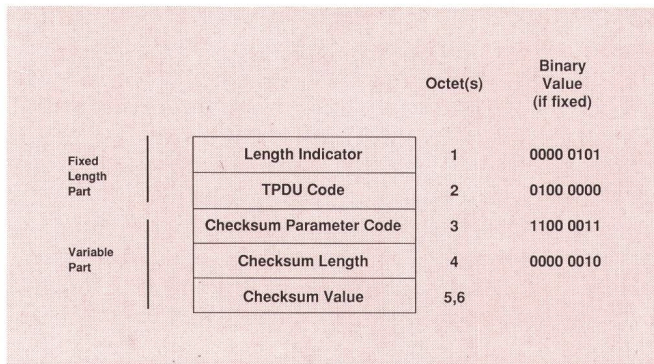 Octet(s) Binary Value (if fixed)
Fixed Length Part
Length Indicator 1 0000 0101
TPDU Code 2 0100 0000
Variable Part
Checksum Parameter Code 3 1100 0011
Checksum Length 4 0000 0010
Checksum Value 5,6